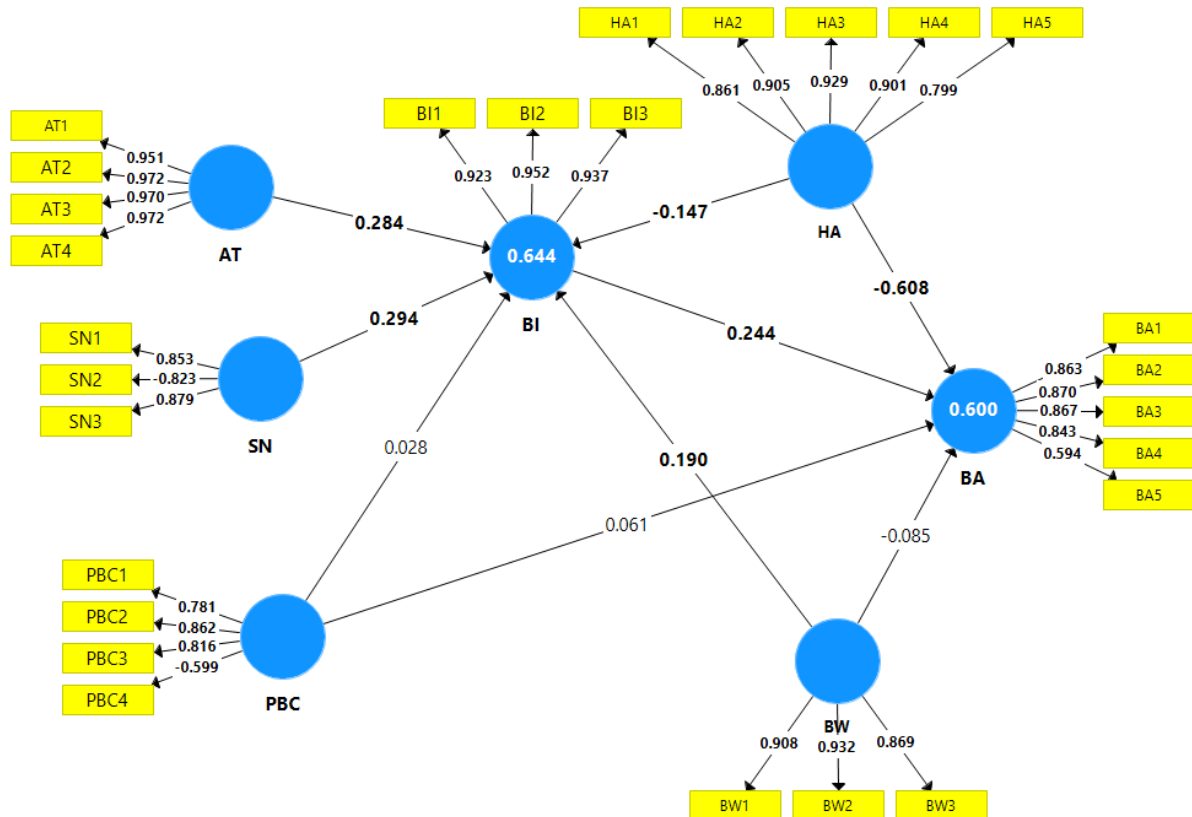 HA1 HA2 HA3 HA4 HA5
0.861 0.905 0.929 0.901 0.799
HA
BI1 BI2 BI3
0.923 0.952 0.937
0.644
BI
AT1
AT2
AT3
AT4
0.951
0.972
0.970
0.972
AT
0.284
-0.147
-0.608
SN1
SN2
SN3
0.853
-0.823
0.879
SN
0.294
0.244
BA1
BA2
BA3
BA4
BA5
0.863
0.870
0.867
0.843
0.594
0.600
BA
0.028
0.190
0.061
-0.085
PBC1
PBC2
PBC3
PBC4
0.781
0.862
0.816
-0.599
PBC
BW
0.908 0.932 0.869
BW1 BW2 BW3